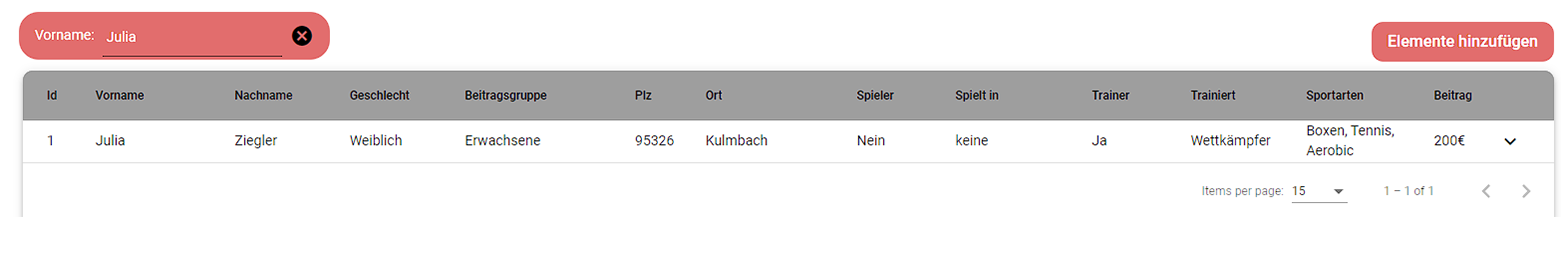 Vorname: Julia
Elemente hinzufügen
Id Vorname Nachname Geschlecht Beitragsgruppe Plz Ort Spieler Spielt in Trainer Trainiert Sportarten Beitrag
1 Julia Ziegler Weiblich Erwachsene 95326 Kulmbach Nein keine Ja Wettkämpfer Boxen, Tennis, 200€
Aerobic
Items per page: 15 1 – 1 of 1